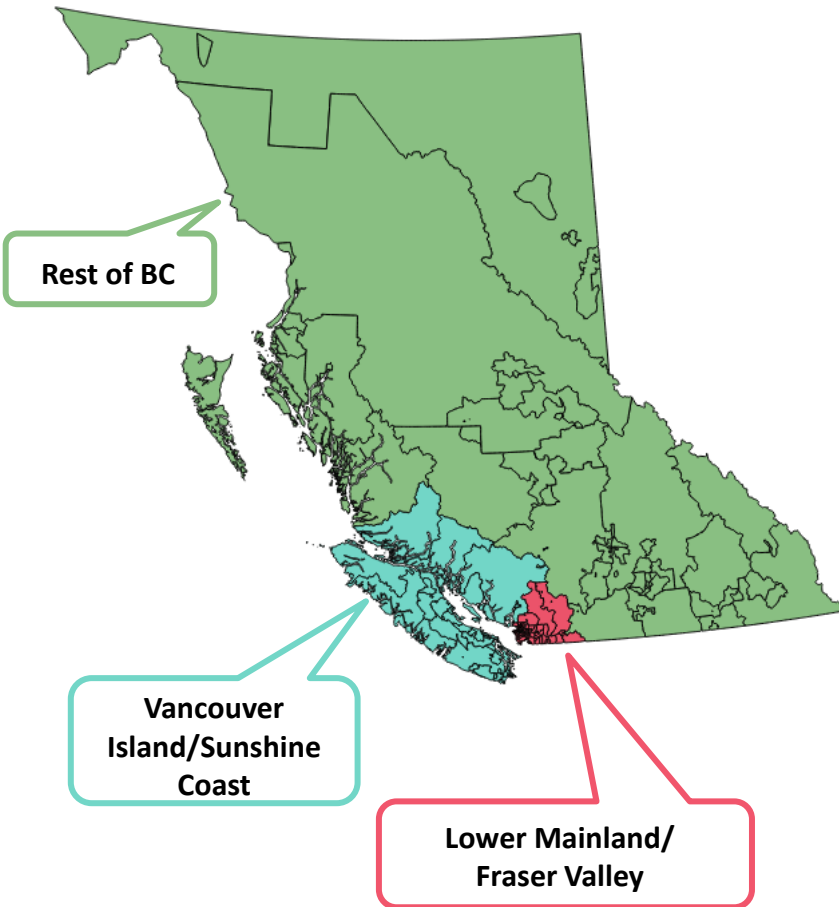 Rest of BC
Vancouver
Island/Sunshine
Coast
Lower Mainland/
Fraser Valley